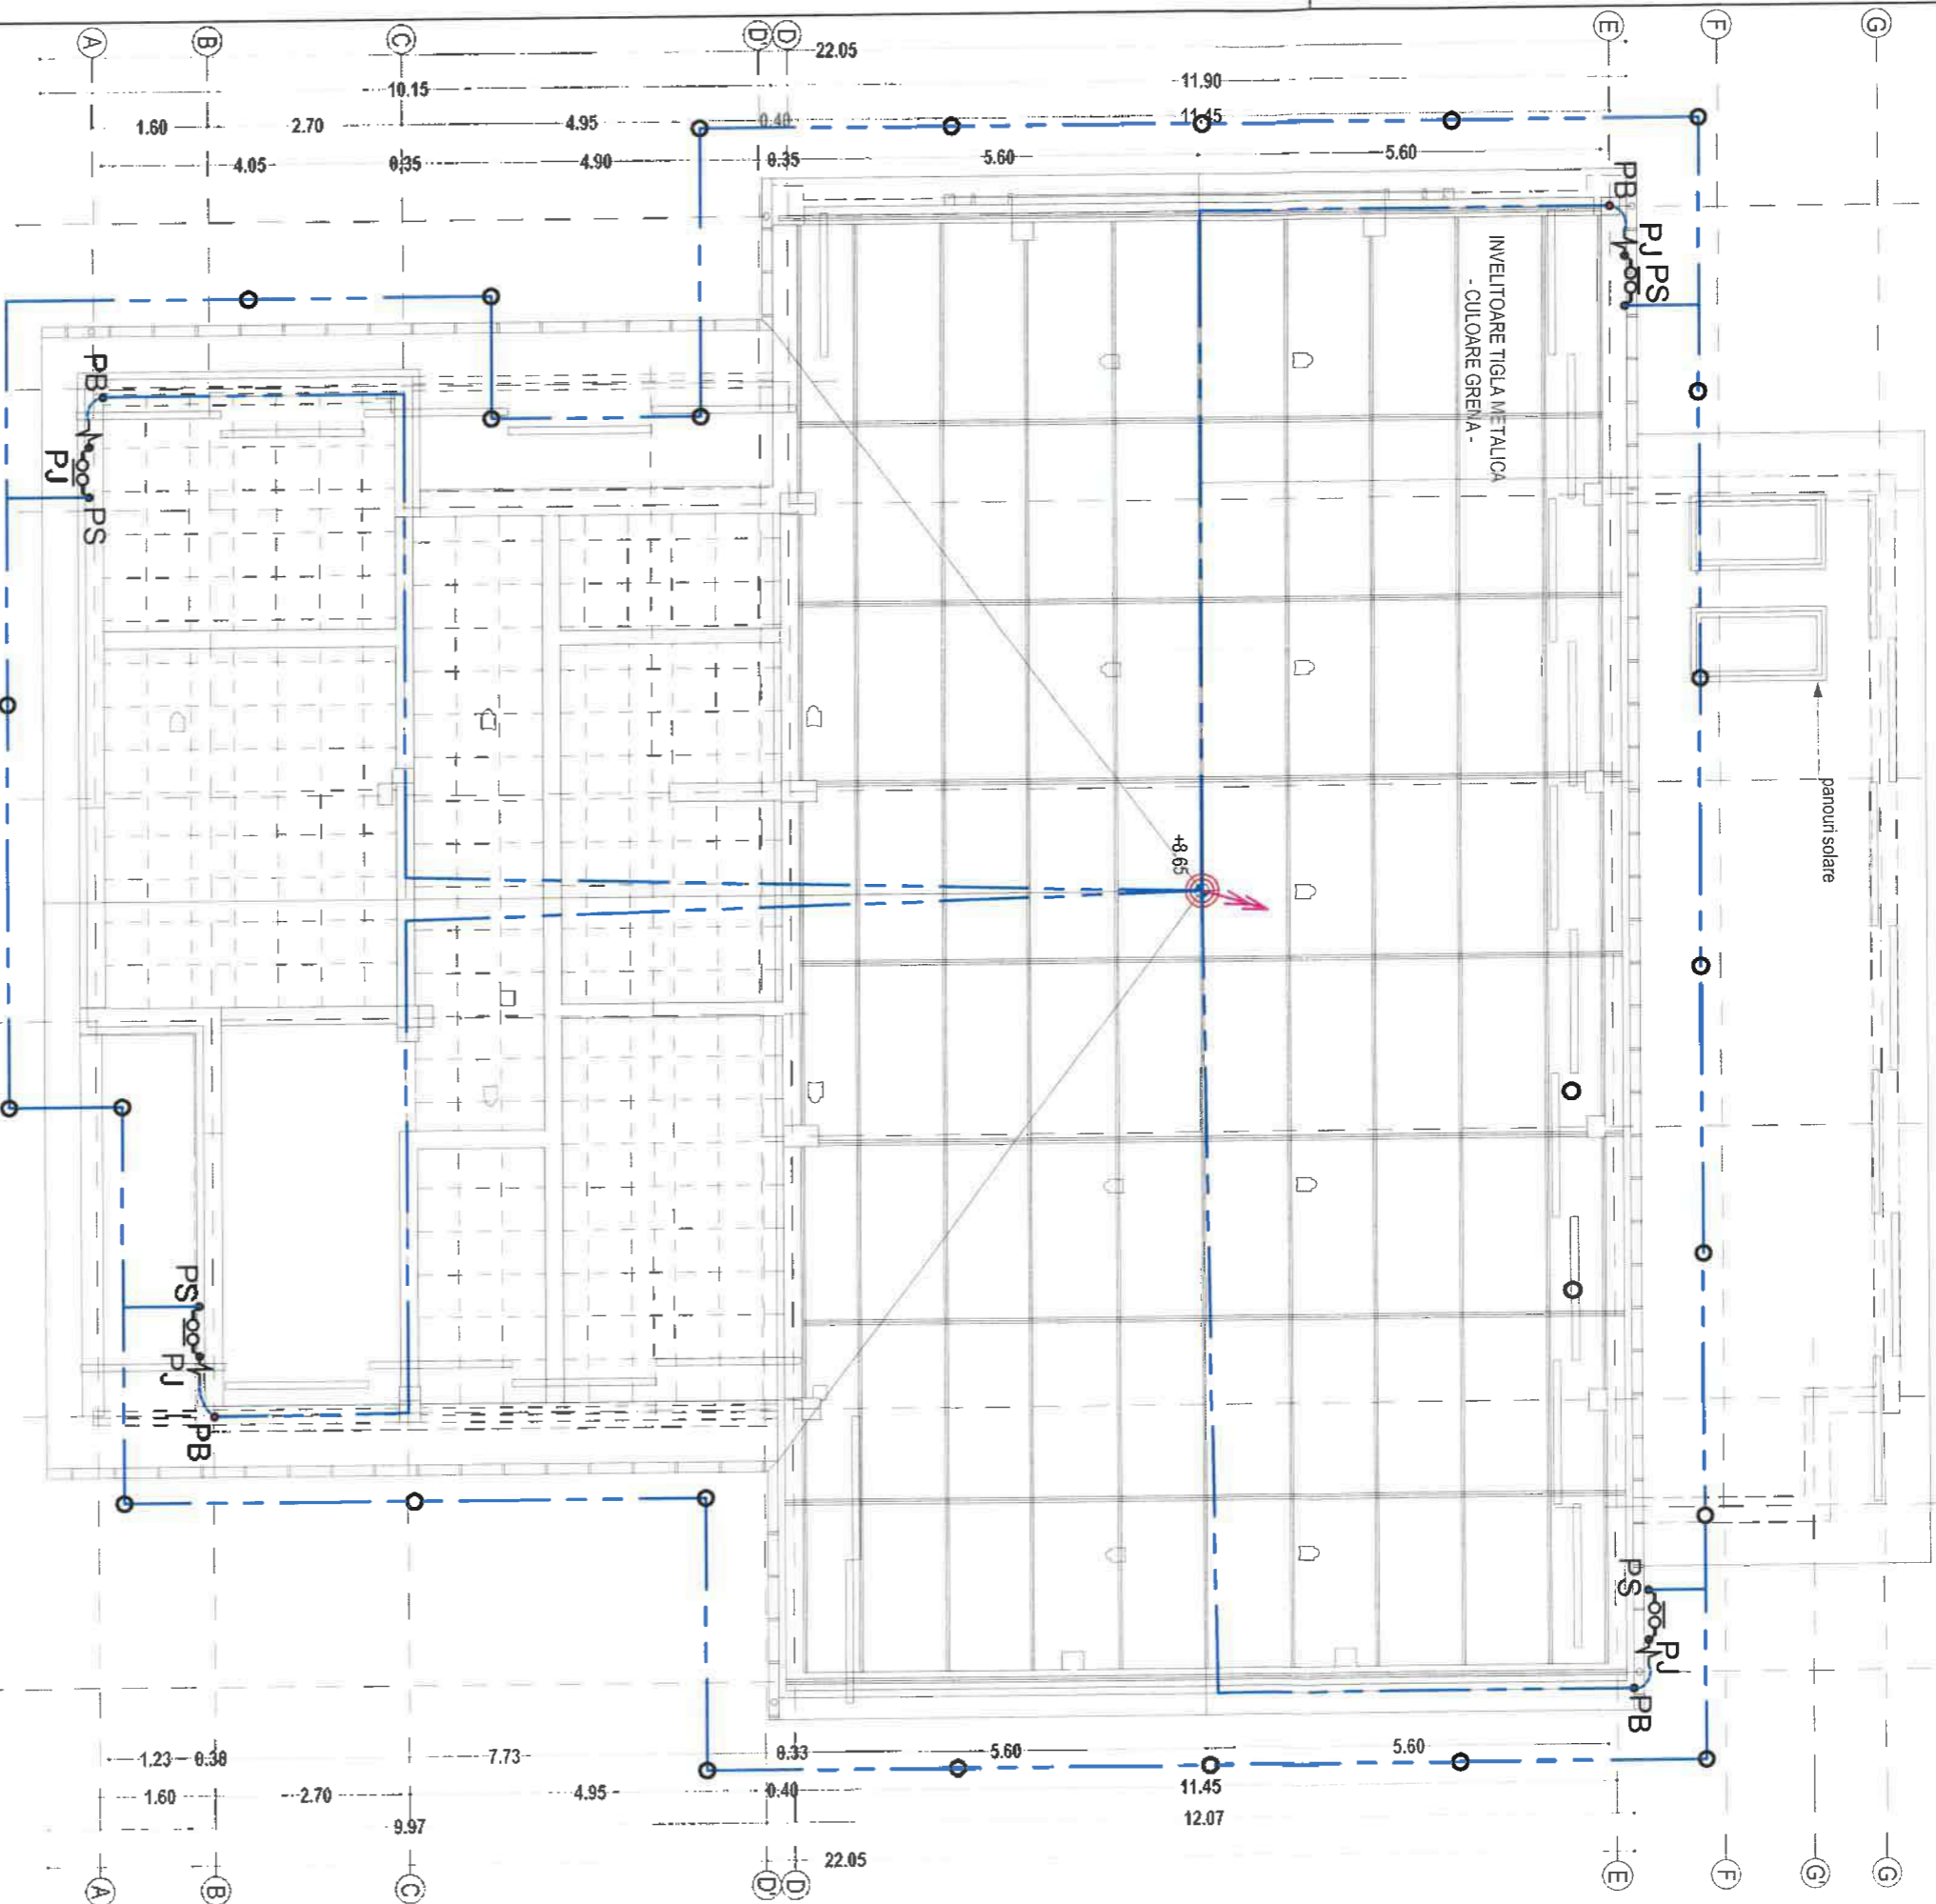 A B C D' D E F G
22.05
10.15 11.90
1.60 2.70 4.95 0.40 11.45
4.05 0.35 4.90 0.35 5.60 5.60
PB
PJ PS
INVELITOARE TIGLA METALICA
- CULOARE GRENA -
PB
PJ
PS
panouri solare
+8.65
PS
PJ
PB
PS
PJ
PB
1.23 0.38 7.73 0.33 5.60 5.60
1.60 2.70 4.95 0.40 11.45
9.97 12.07
22.05
A B C D' D E F G' G